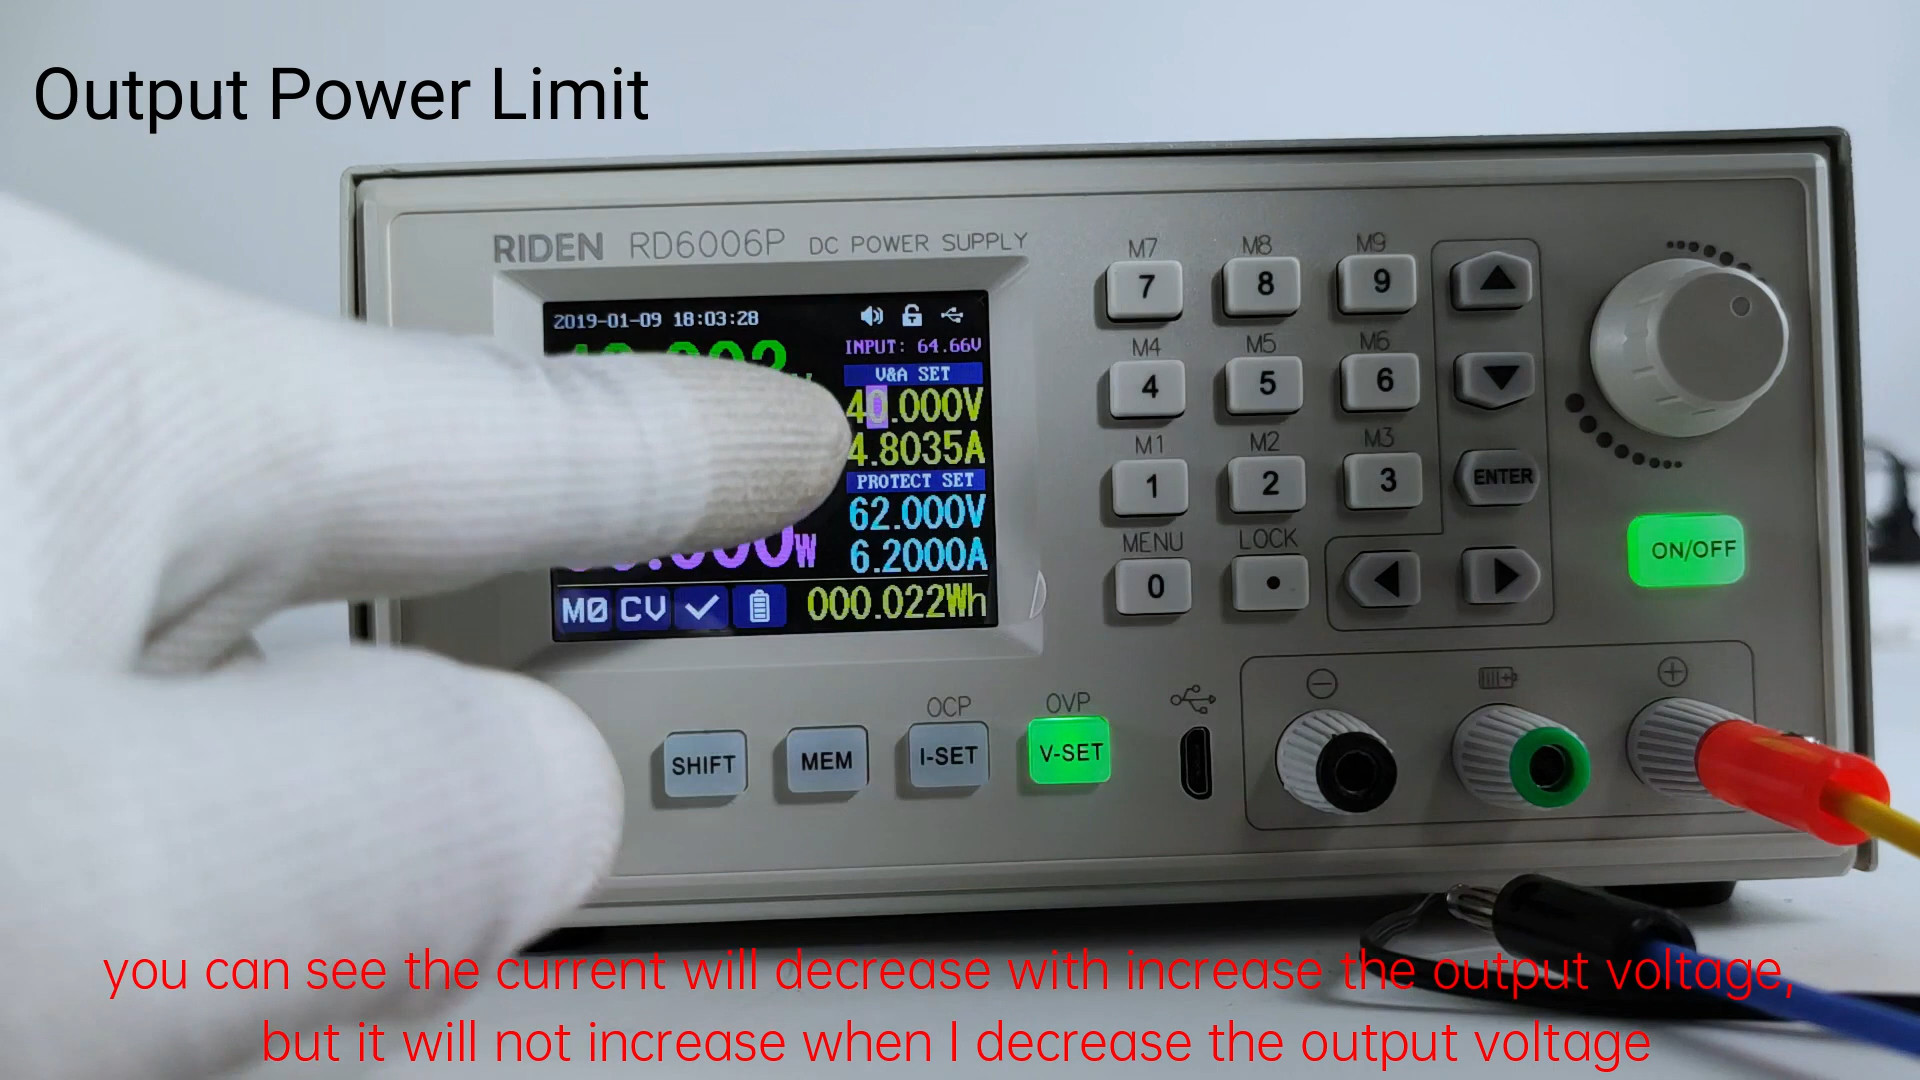 Output Power Limit
RIDEN RD6006P DC POWER SUPPLY
2019-01-09 18:03:28
INPUT: 64.66V
V&A SET
40.000V
4.8035A
PROTECT SET
62.000V
6.2000A
W
M0 CV 000.022Wh
M7 M8 M9
7 8 9
M4 M5 M6
4 5 6
M1 M2 M3
1 2 3 ENTER
MENU LOCK
0 •
ON/OFF
OCP OVP
SHIFT MEM I-SET V-SET
you can see the current will decrease with increase the output voltage,
but it will not increase when I decrease the output voltage